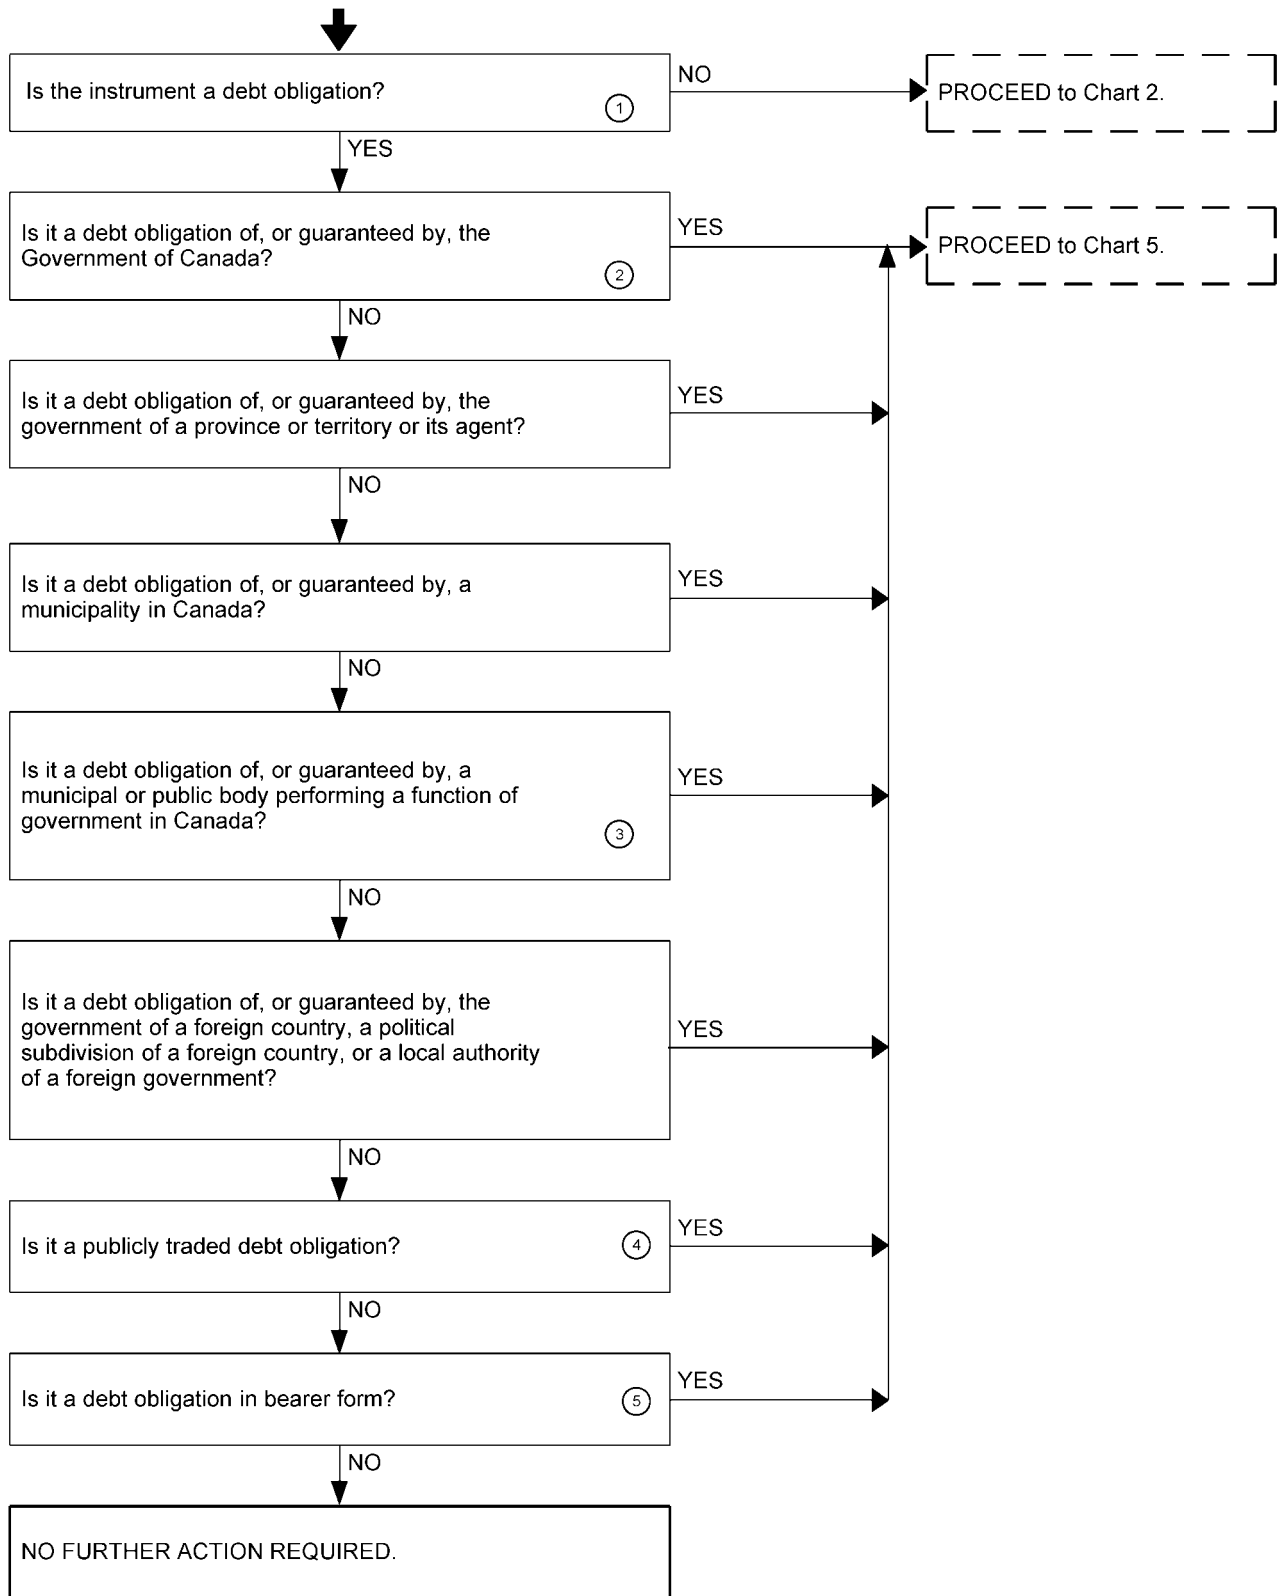 Is the instrument a debt obligation?
1
NO
PROCEED to Chart 2.
YES
Is it a debt obligation of, or guaranteed by, the
Government of Canada?
2
YES
PROCEED to Chart 5.
NO
Is it a debt obligation of, or guaranteed by, the
government of a province or territory or its agent?
YES
NO
Is it a debt obligation of, or guaranteed by, a
municipality in Canada?
YES
NO
Is it a debt obligation of, or guaranteed by, a
municipal or public body performing a function of
government in Canada?
3
YES
NO
Is it a debt obligation of, or guaranteed by, the
government of a foreign country, a political
subdivision of a foreign country, or a local authority
of a foreign government?
YES
NO
Is it a publicly traded debt obligation?
4
YES
NO
Is it a debt obligation in bearer form?
5
YES
NO
NO FURTHER ACTION REQUIRED.